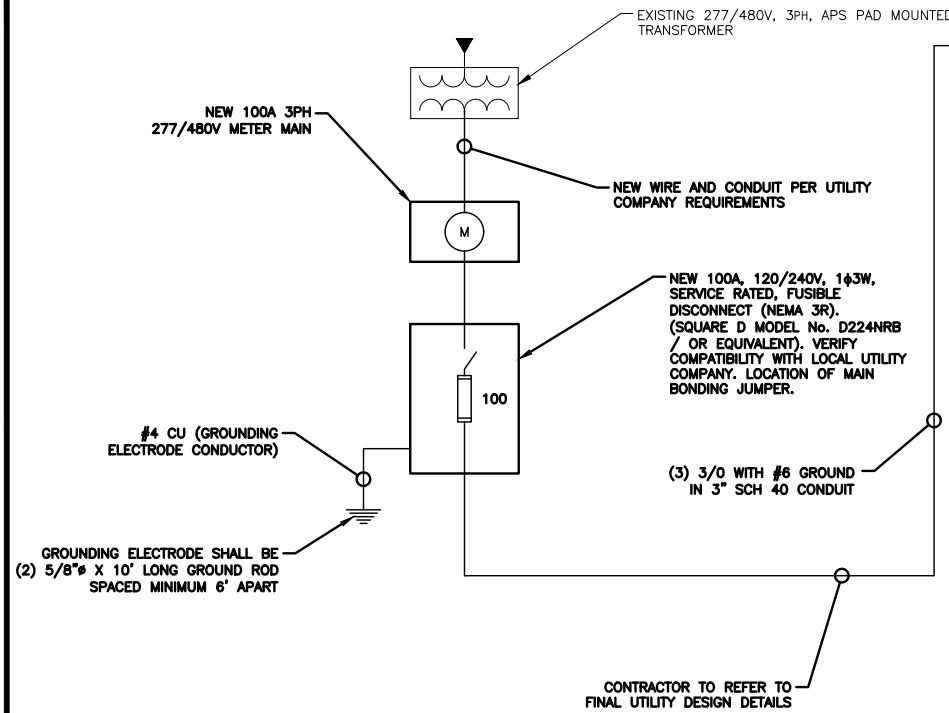 EXISTING 277/480V, 3PH, APS PAD MOUNTED
TRANSFORMER
NEW 100A 3PH
277/480V METER MAIN
NEW WIRE AND CONDUIT PER UTILITY
COMPANY REQUIREMENTS
M
NEW 100A, 120/240V, 1ϕ3W,
SERVICE RATED, FUSIBLE
DISCONNECT (NEMA 3R).
(SQUARE D MODEL No. D224NRB
/ OR EQUIVALENT). VERIFY
COMPATIBILITY WITH LOCAL UTILITY
COMPANY. LOCATION OF MAIN
BONDING JUMPER.
100
#4 CU (GROUNDING
ELECTRODE CONDUCTOR)
(3) 3/0 WITH #6 GROUND
IN 3" SCH 40 CONDUIT
GROUNDING ELECTRODE SHALL BE
(2) 5/8"ø X 10' LONG GROUND ROD
SPACED MINIMUM 6' APART
CONTRACTOR TO REFER TO
FINAL UTILITY DESIGN DETAILS